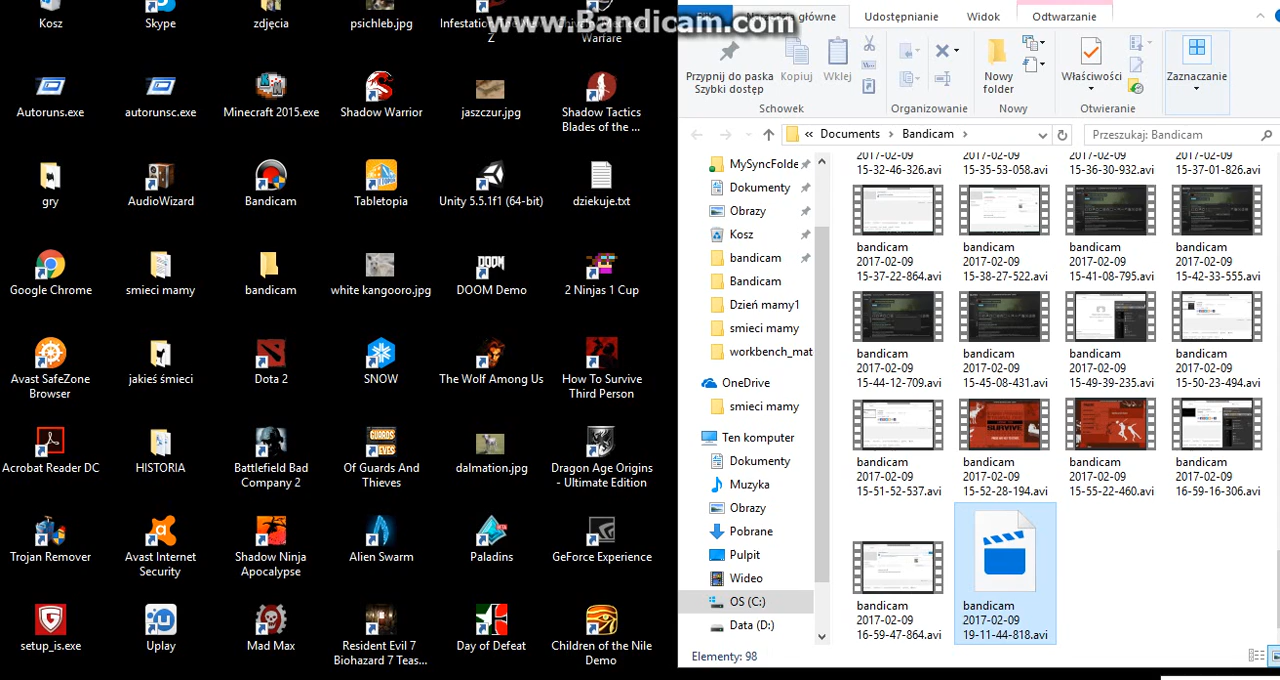 www.Bandicam.com
Kosz
Skype
zdjęcia
psichleb.jpg
Infestation
Z
Warfare
Autoruns.exe
autorunsc.exe
Minecraft 2015.exe
Shadow Warrior
jaszczur.jpg
Shadow Tactics
Blades of the ...
gry
AudioWizard
Bandicam
Tabletopia
Unity 5.5.1f1 (64-bit)
dziekuje.txt
Google Chrome
smieci mamy
bandicam
white kangooro.jpg
DOOM Demo
2 Ninjas 1 Cup
Avast SafeZone
Browser
jakieś śmieci
Dota 2
SNOW
The Wolf Among Us
How To Survive
Third Person
Acrobat Reader DC
HISTORIA
Battlefield Bad
Company 2
Of Guards And
Thieves
dalmation.jpg
Dragon Age Origins
- Ultimate Edition
Trojan Remover
Avast Internet
Security
Shadow Ninja
Apocalypse
Alien Swarm
Paladins
GeForce Experience
setup_is.exe
Uplay
Mad Max
Resident Evil 7
Biohazard 7 Teas...
Day of Defeat
Children of the Nile
Demo
główne
Udostępnianie
Widok
Odtwarzanie
Przypnij do paska
Szybki dostęp
Kopiuj
Wklej
Nowy
folder
Właściwości
Zaznaczanie
Schowek
Organizowanie
Nowy
Otwieranie
« Documents > Bandicam >
Przeszukaj: Bandicam
MySyncFolde
Dokumenty
Obrazy
Kosz
bandicam
Bandicam
Dzień mamy1
smieci mamy
workbench_mat
OneDrive
smieci mamy
Ten komputer
Dokumenty
Muzyka
Obrazy
Pobrane
Pulpit
Wideo
OS (C:)
Data (D:)
2017-02-09
15-32-46-326.avi
2017-02-09
15-35-53-058.avi
2017-02-09
15-36-30-932.avi
2017-02-09
15-37-01-826.avi
bandicam
2017-02-09
15-37-22-864.avi
bandicam
2017-02-09
15-38-27-522.avi
bandicam
2017-02-09
15-41-08-795.avi
bandicam
2017-02-09
15-42-33-555.avi
bandicam
2017-02-09
15-44-12-709.avi
bandicam
2017-02-09
15-45-08-431.avi
bandicam
2017-02-09
15-49-39-235.avi
bandicam
2017-02-09
15-50-23-494.avi
bandicam
2017-02-09
15-51-52-537.avi
bandicam
2017-02-09
15-52-28-194.avi
bandicam
2017-02-09
15-55-22-460.avi
bandicam
2017-02-09
16-59-16-306.avi
bandicam
2017-02-09
16-59-47-864.avi
bandicam
2017-02-09
19-11-44-818.avi
Elementy: 98